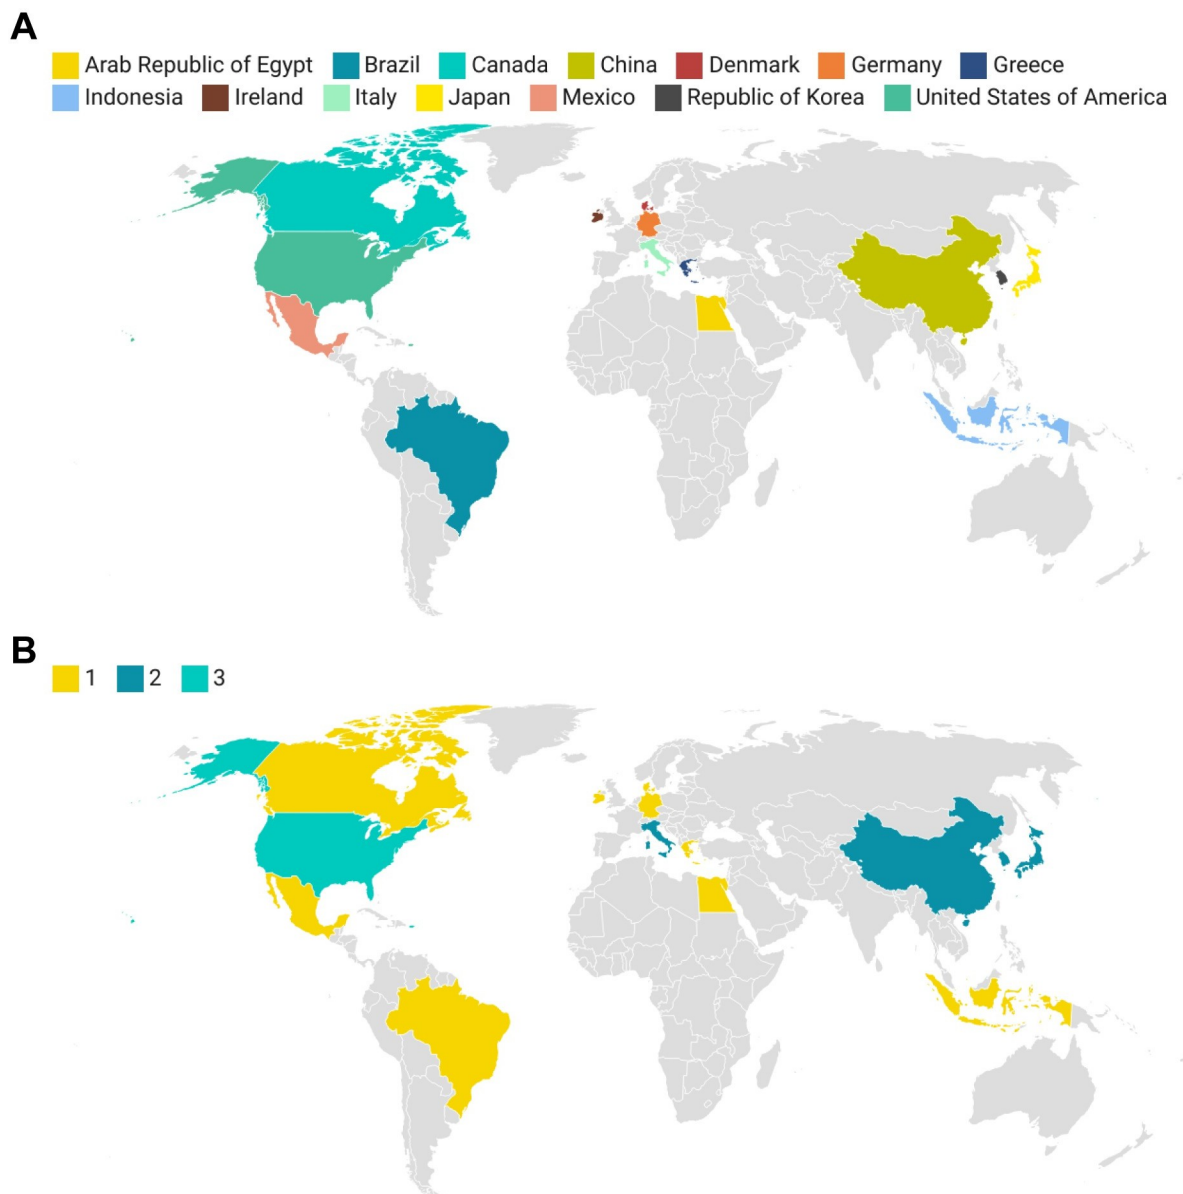 A
Arab Republic of Egypt Brazil Canada China Denmark Germany Greece
Indonesia Ireland Italy Japan Mexico Republic of Korea United States of America
B
1 2 3